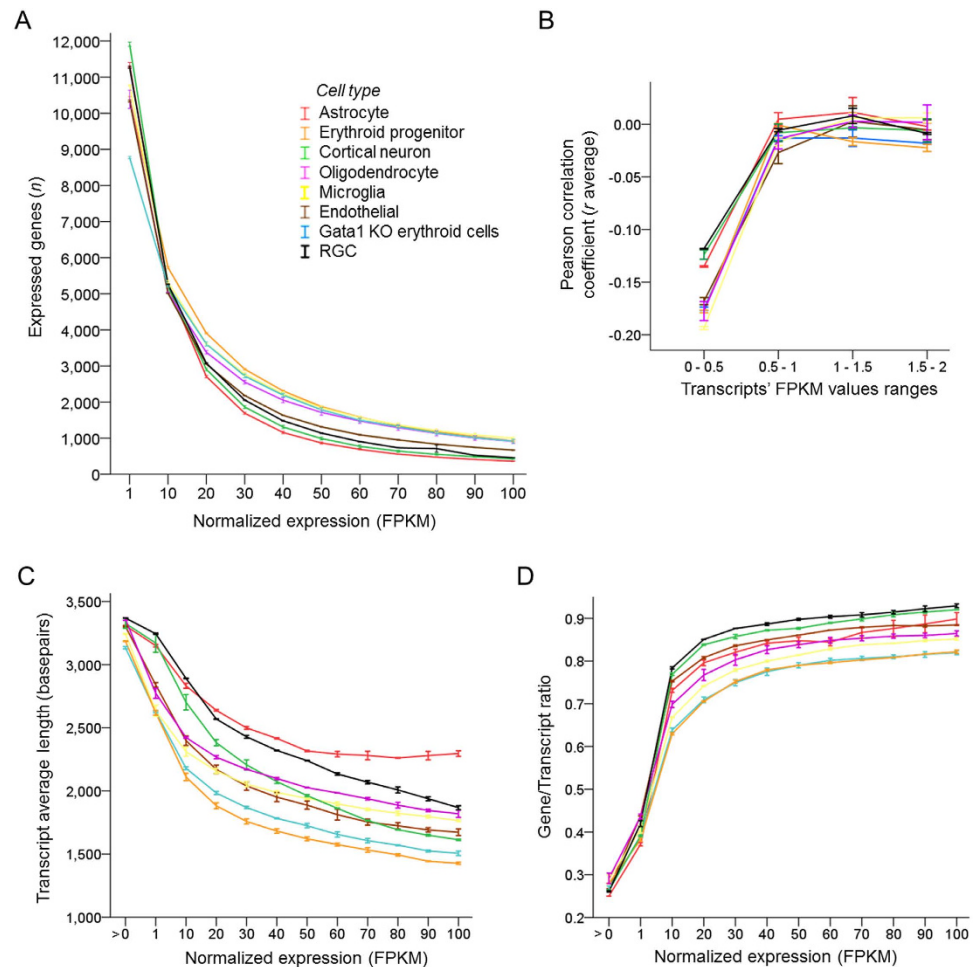 A
12,000
11,000
10,000
9,000
8,000
7,000
6,000
5,000
4,000
3,000
2,000
1,000
0
Expressed genes (n)
1 10 20 30 40 50 60 70 80 90 100
Normalized expression (FPKM)
Cell type
Astrocyte
Erythroid progenitor
Cortical neuron
Oligodendrocyte
Microglia
Endothelial
Gata1 KO erythroid cells
RGC
B
0.00
-0.05
-0.10
-0.15
-0.20
Pearson correlation
coefficient (r average)
0 - 0.5 0.5 - 1 1 - 1.5 1.5 - 2
Transcripts' FPKM values ranges
C
3,500
3,000
2,500
2,000
1,500
1,000
Transcript average length (basepairs)
>0 1 10 20 30 40 50 60 70 80 90 100
Normalized expression (FPKM)
D
0.9
0.8
0.7
0.6
0.5
0.4
0.3
0.2
Gene/Transcript ratio
>0 1 10 20 30 40 50 60 70 80 90 100
Normalized expression (FPKM)